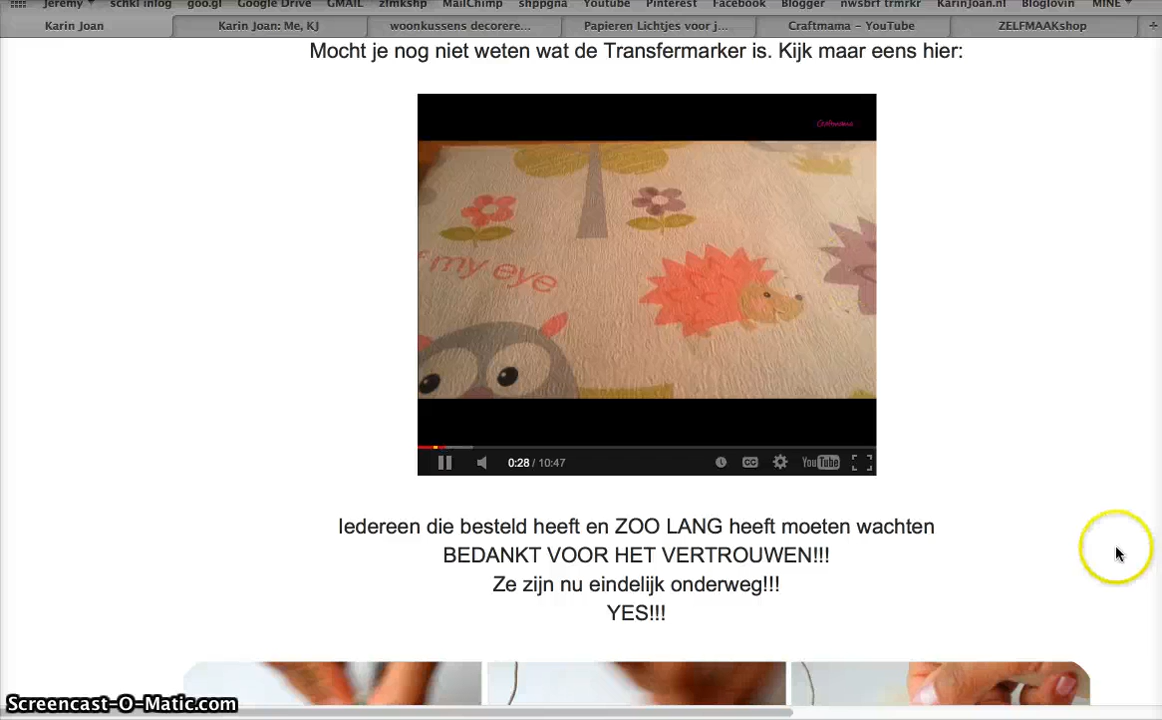 Jeremy schkl inlog goo.gl Google Drive GMAIL zfmkshp MailChimp shppgna Youtube Pinterest Facebook Blogger nwsbrf trmrkr KarinJoan.nl Bloglovin MINE
Karin Joan Karin Joan: Me, KJ woonkussens decorere... Papieren Lichtjes voor j... Craftmama – YouTube ZELFMAAKshop
Mocht je nog niet weten wat de Transfermarker is. Kijk maar eens hier:
Craftmama
my eye
0:28 / 10:47
CC
YouTube
Iedereen die besteld heeft en ZOO LANG heeft moeten wachten
BEDANKT VOOR HET VERTROUWEN!!!
Ze zijn nu eindelijk onderweg!!!
YES!!!
Screencast-O-Matic.com